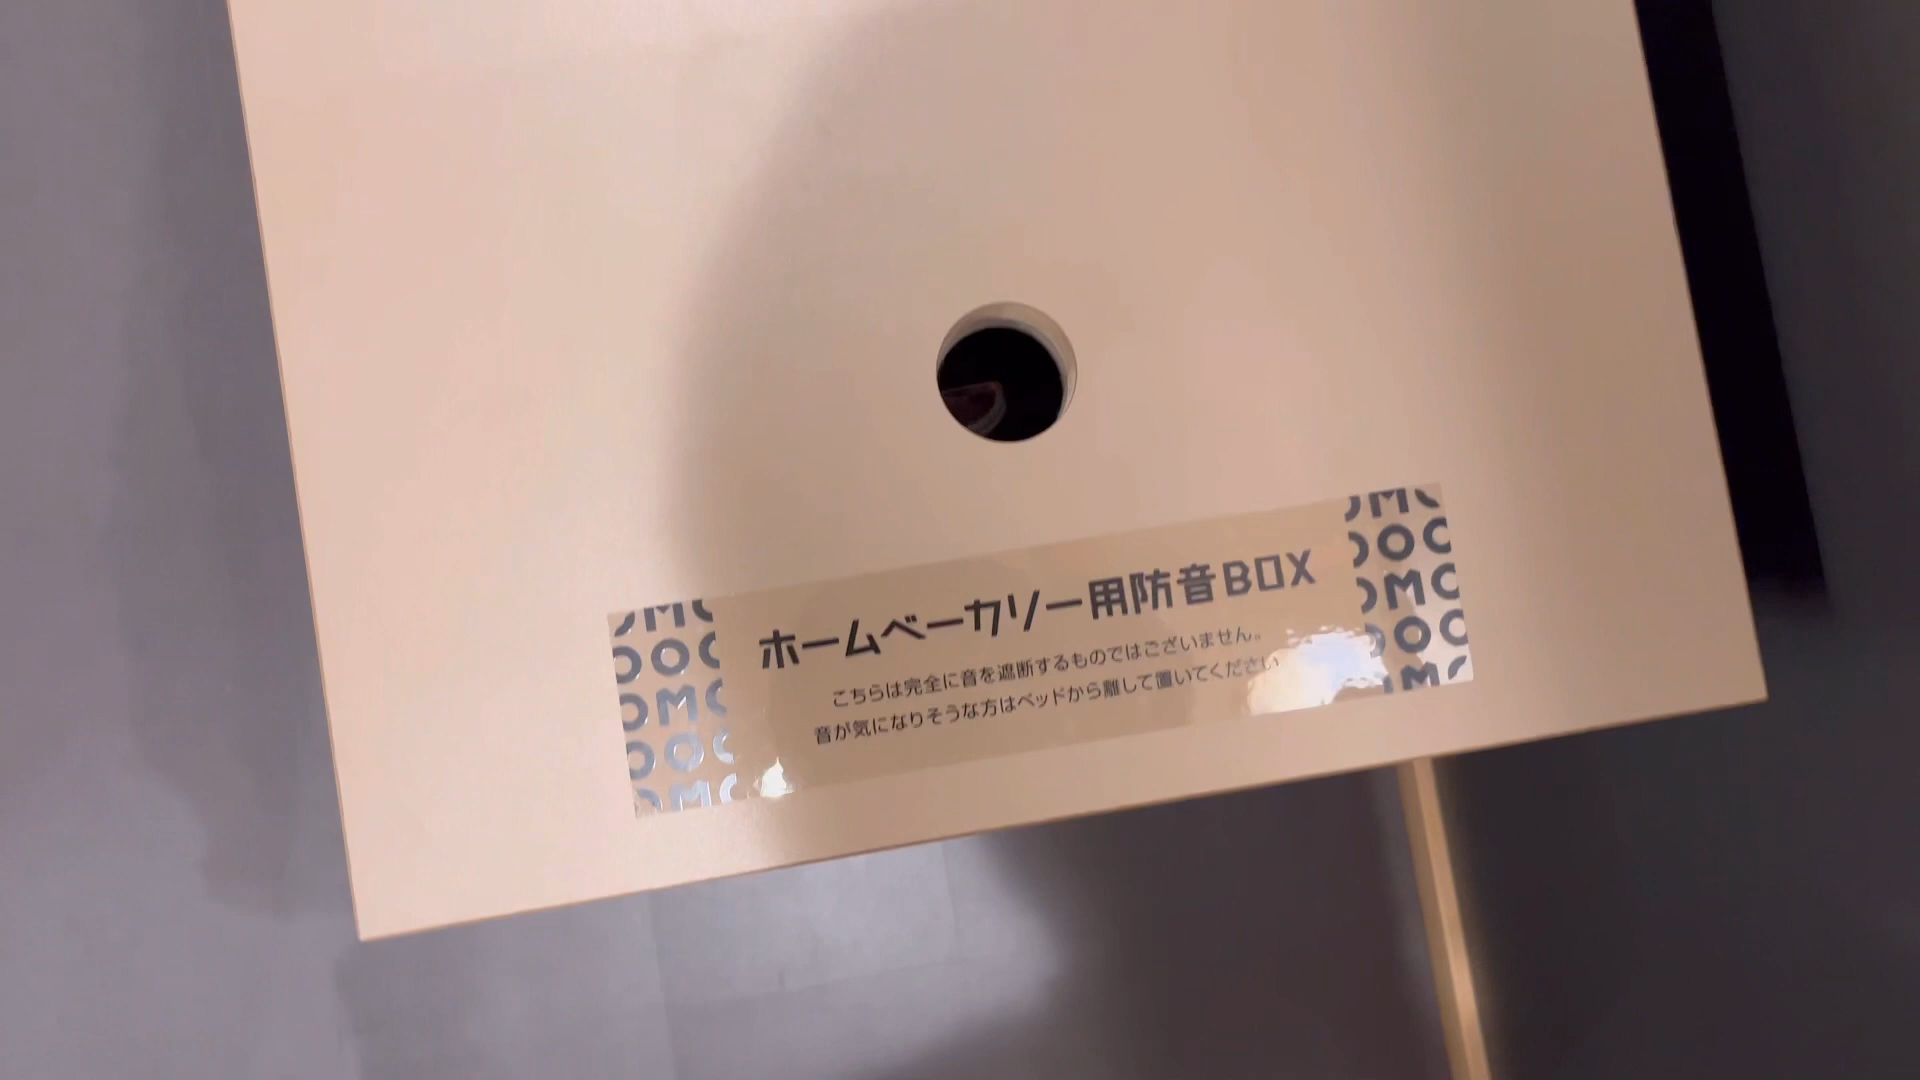 ホームベーカリー用防音BOX
こちらは完全に音を遮断するものではございません。
音が気になりそうな方はベッドから離して置いてください